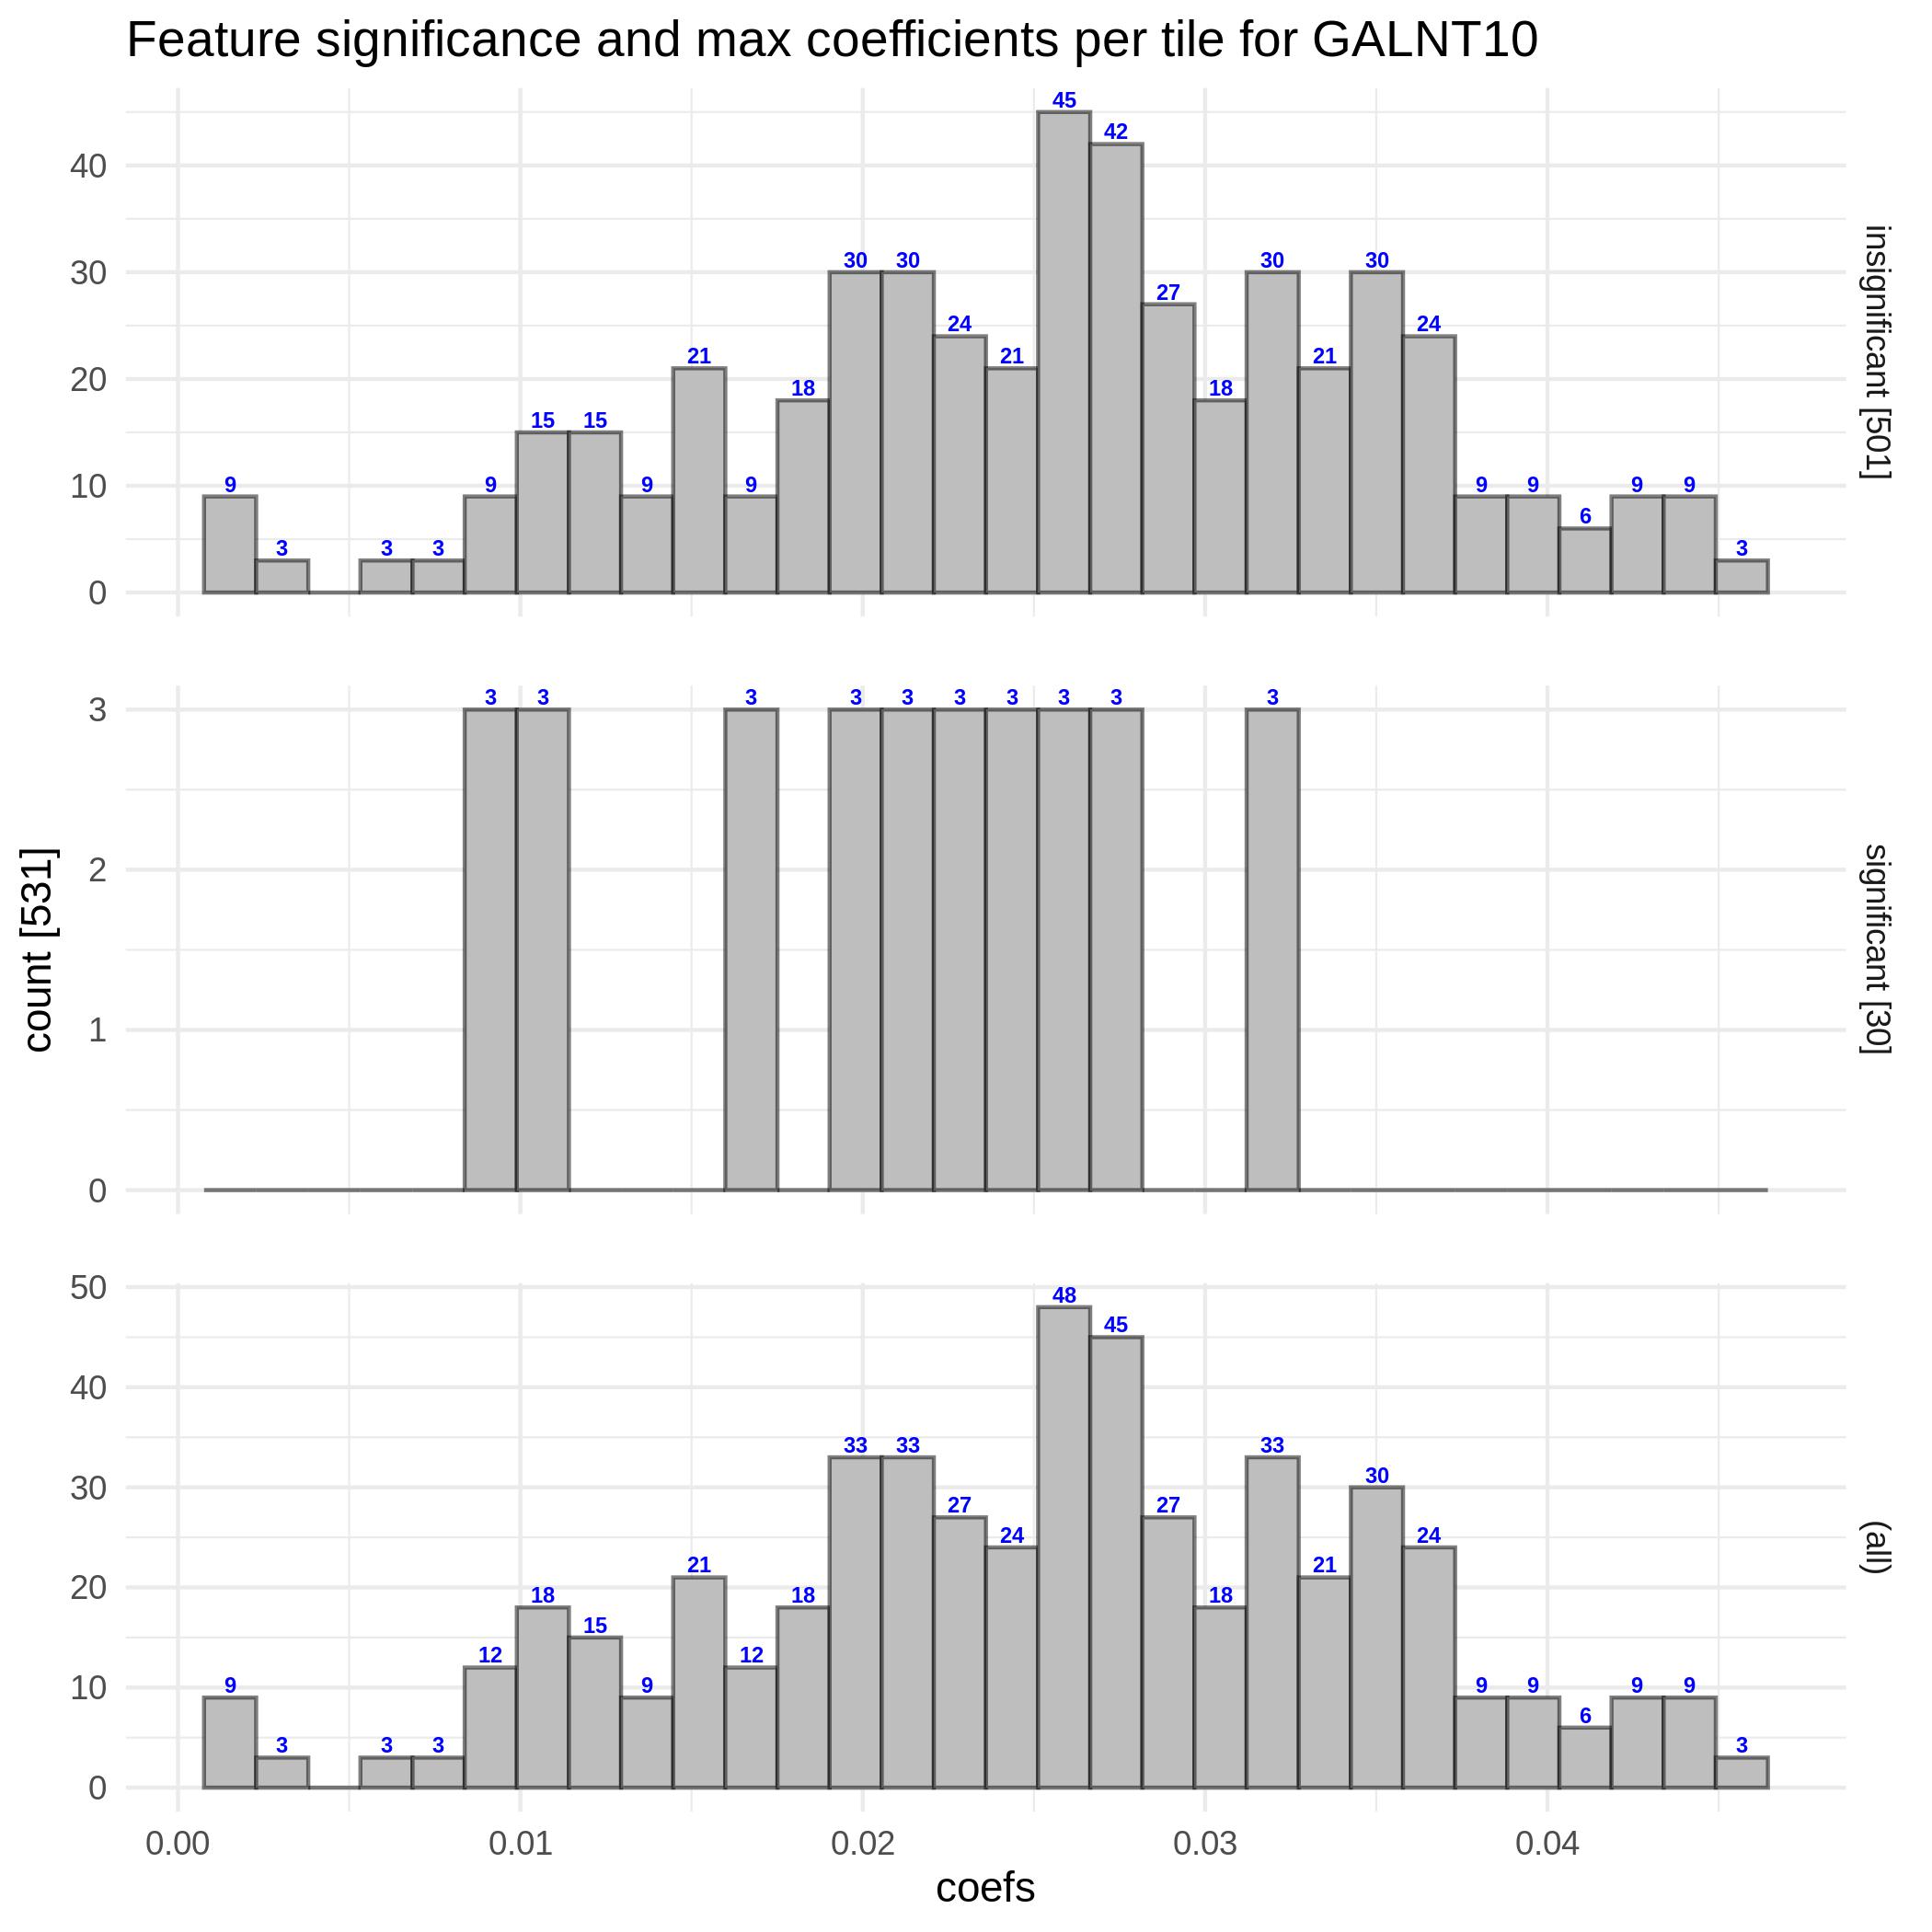 Feature significance and max coefficients per tile for GALNT10
45
42
40
30 30 30 30
30
27
24 24
21 21 21
20
18 18
15 15
10
9 9 9 9 9 9 9 9
6
3 3 3 3
0
insignificant [501]
3 3 3 3 3 3 3 3 3 3
3
2
1
0
significant [30]
count [531]
50
48
45
40
33 33 33
30
30
27 27
24 24
21 21
20
18 18 18
15
12 12
10
9 9 9 9 9 9
6
3 3 3 3
0
(all)
0.00 0.01 0.02 0.03 0.04
coefs